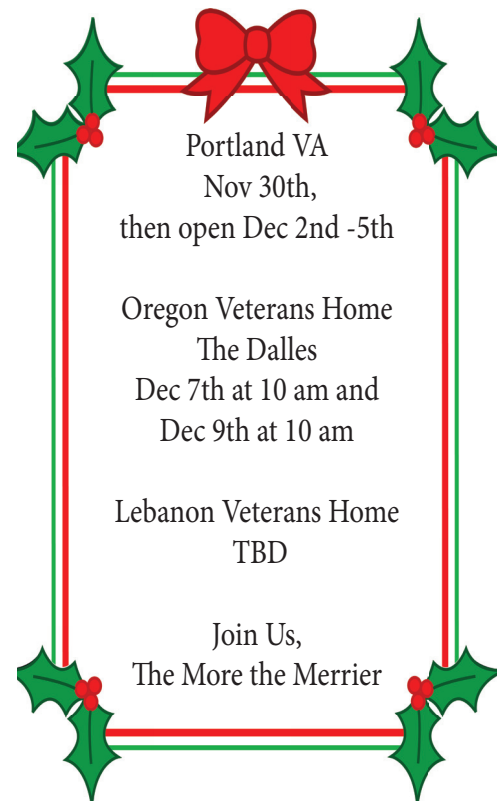 Portland VA
Nov 30th,
then open Dec 2nd -5th
Oregon Veterans Home
The Dalles
Dec 7th at 10 am and
Dec 9th at 10 am
Lebanon Veterans Home
TBD
Join Us,
The More the Merrier